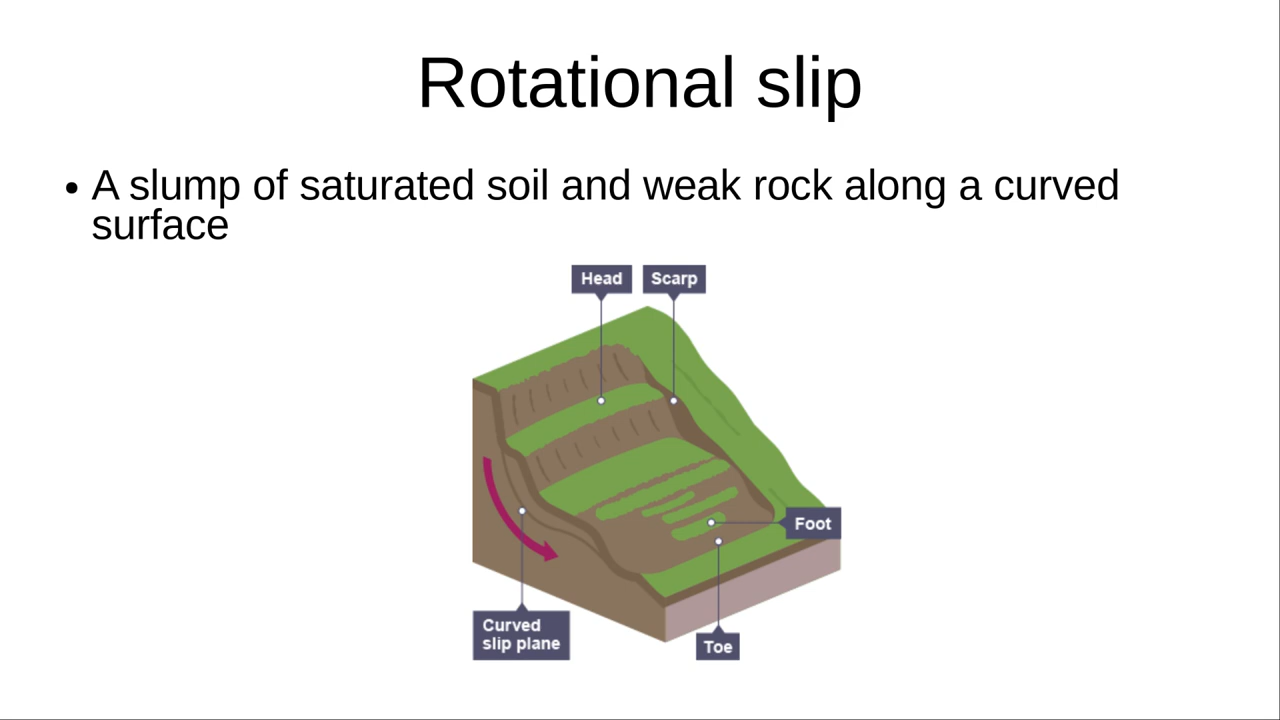 Rotational slip
• A slump of saturated soil and weak rock along a curved
surface
Head
Scarp
Foot
Curved
slip plane
Toe